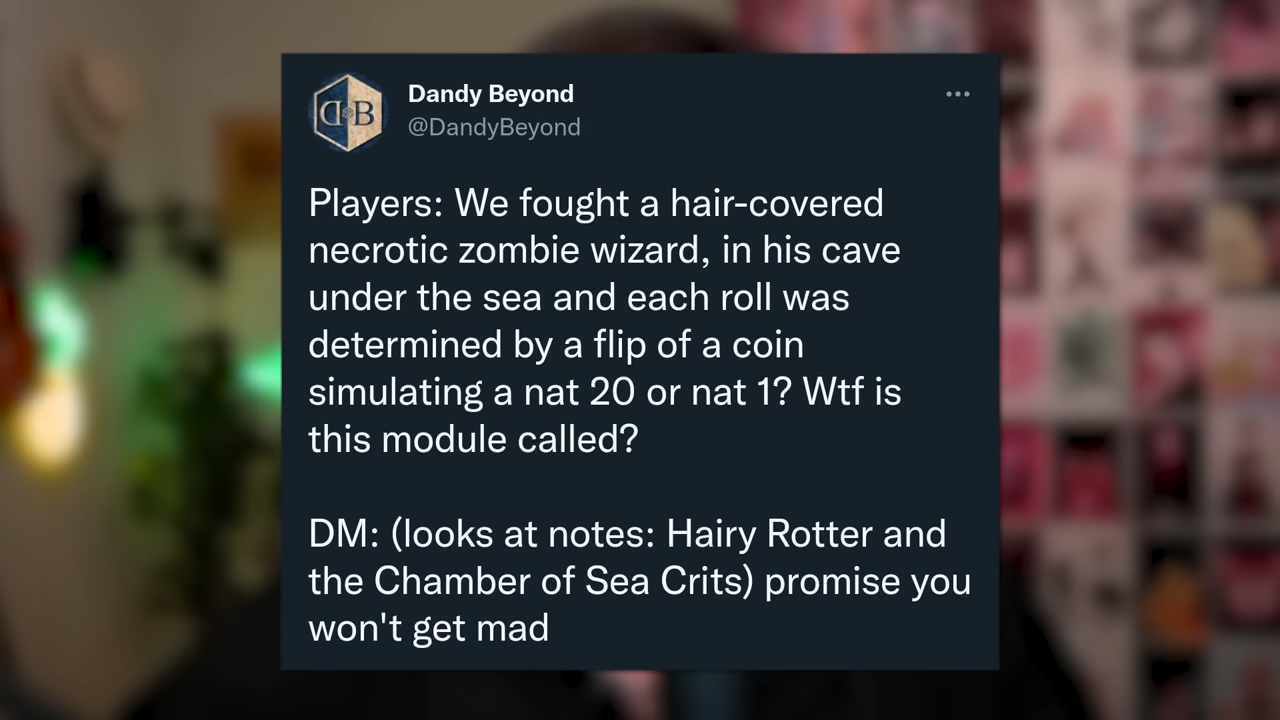 Dandy Beyond
@DandyBeyond
Players: We fought a hair-covered
necrotic zombie wizard, in his cave
under the sea and each roll was
determined by a flip of a coin
simulating a nat 20 or nat 1? Wtf is
this module called?
DM: (looks at notes: Hairy Rotter and
the Chamber of Sea Crits) promise you
won't get mad